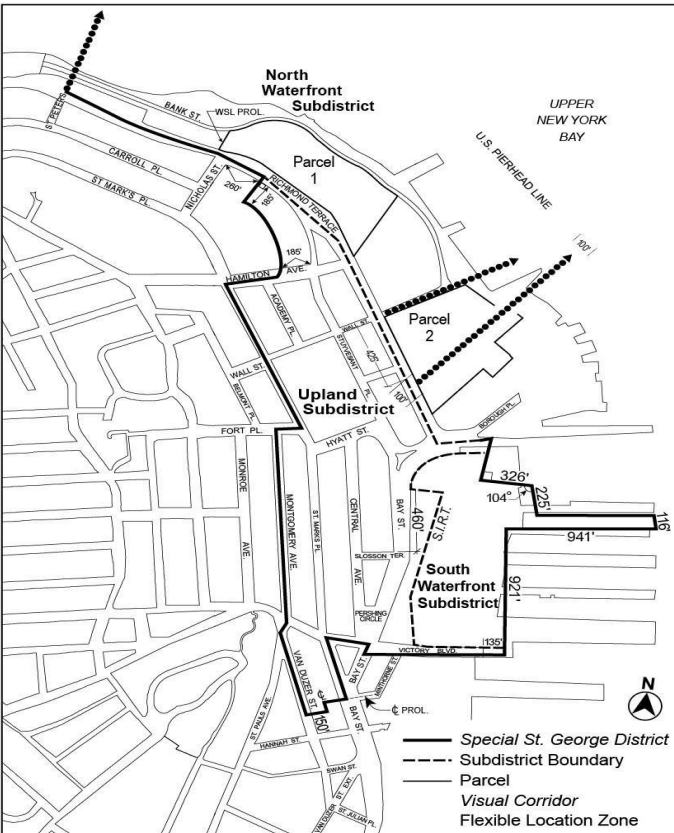 North
Waterfront
Subdistrict
UPPER
NEW YORK
BAY
U.S. PIERHEAD LINE
ST PETERS
BANK ST.
WSL PROL.
CARROLL PL.
ST MARK'S PL.
NICHOLAS ST.
260'
185'
Parcel
1
RICHMOND TERRACE
100'
185'
HAMILTON AVE.
ACADEMY PL.
WALL ST.
STUYVESANT PL.
425'
100'
Parcel
2
WALL ST.
BELMONT PL.
Upland
Subdistrict
FORT PL.
HYATT ST.
BOROUGH PL.
MONROE AVE.
MONTGOMERY AVE.
ST. MARKS PL.
CENTRAL AVE.
BAY ST.
460'
S.I.R.T.
326'
104°
225'
116'
941'
921'
SLOSSON TER.
South
Waterfront
Subdistrict
PERSHING
CIRCLE
135'
VICTORY BLVD.
VAN DUZER ST.
BAY ST.
MINTHORNE ST.
ST. PAULS AVE.
150'
BAY ST.
℄ PROL.
HANNAH ST.
SWAN ST.
VAN DUZER ST. EXT.
ST. JULIAN PL.
N
Special St. George District
Subdistrict Boundary
Parcel
Visual Corridor
Flexible Location Zone